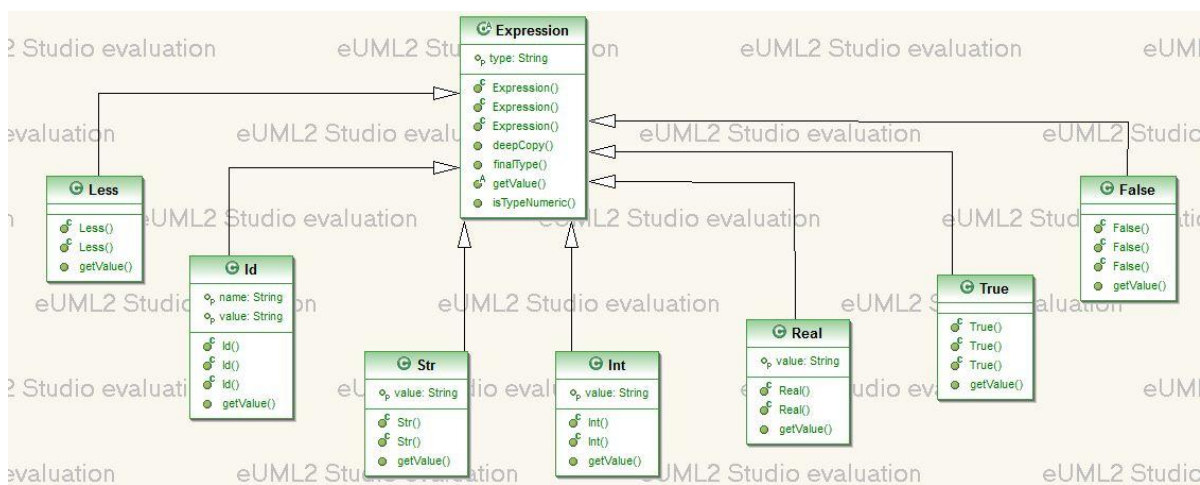 Expression
type: String
Expression()
Expression()
Expression()
deepCopy()
finalType()
getValue()
isTypeNumeric()
Less
Less()
Less()
getValue()
Id
name: String
value: String
Id()
Id()
Id()
getValue()
Str
value: String
Str()
Str()
getValue()
Int
value: String
Int()
Int()
getValue()
Real
value: String
Real()
Real()
getValue()
True
True()
True()
True()
getValue()
False
False()
False()
False()
getValue()
eUML2 Studio evaluation